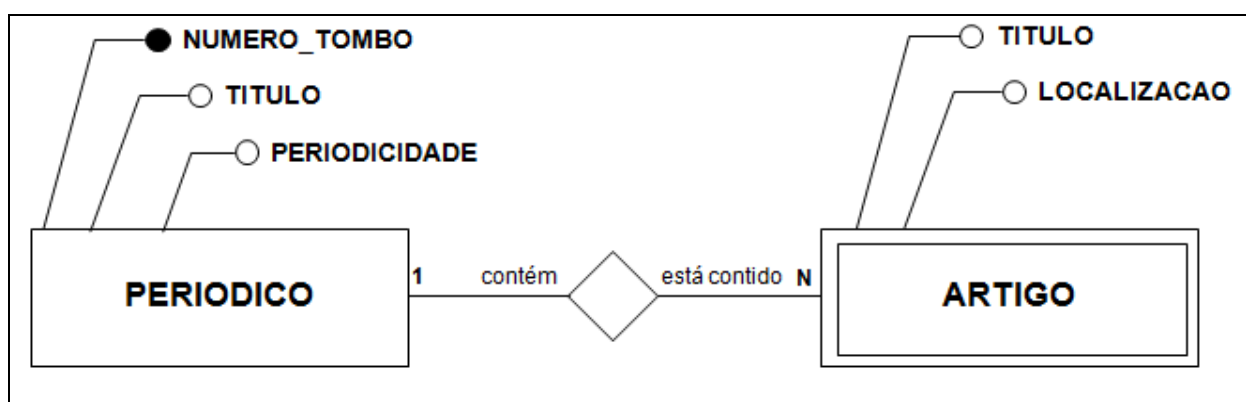 NUMERO_TOMBO
TITULO
PERIODICIDADE
TITULO
LOCALIZACAO
PERIODICO
1 contém
está contido N
ARTIGO